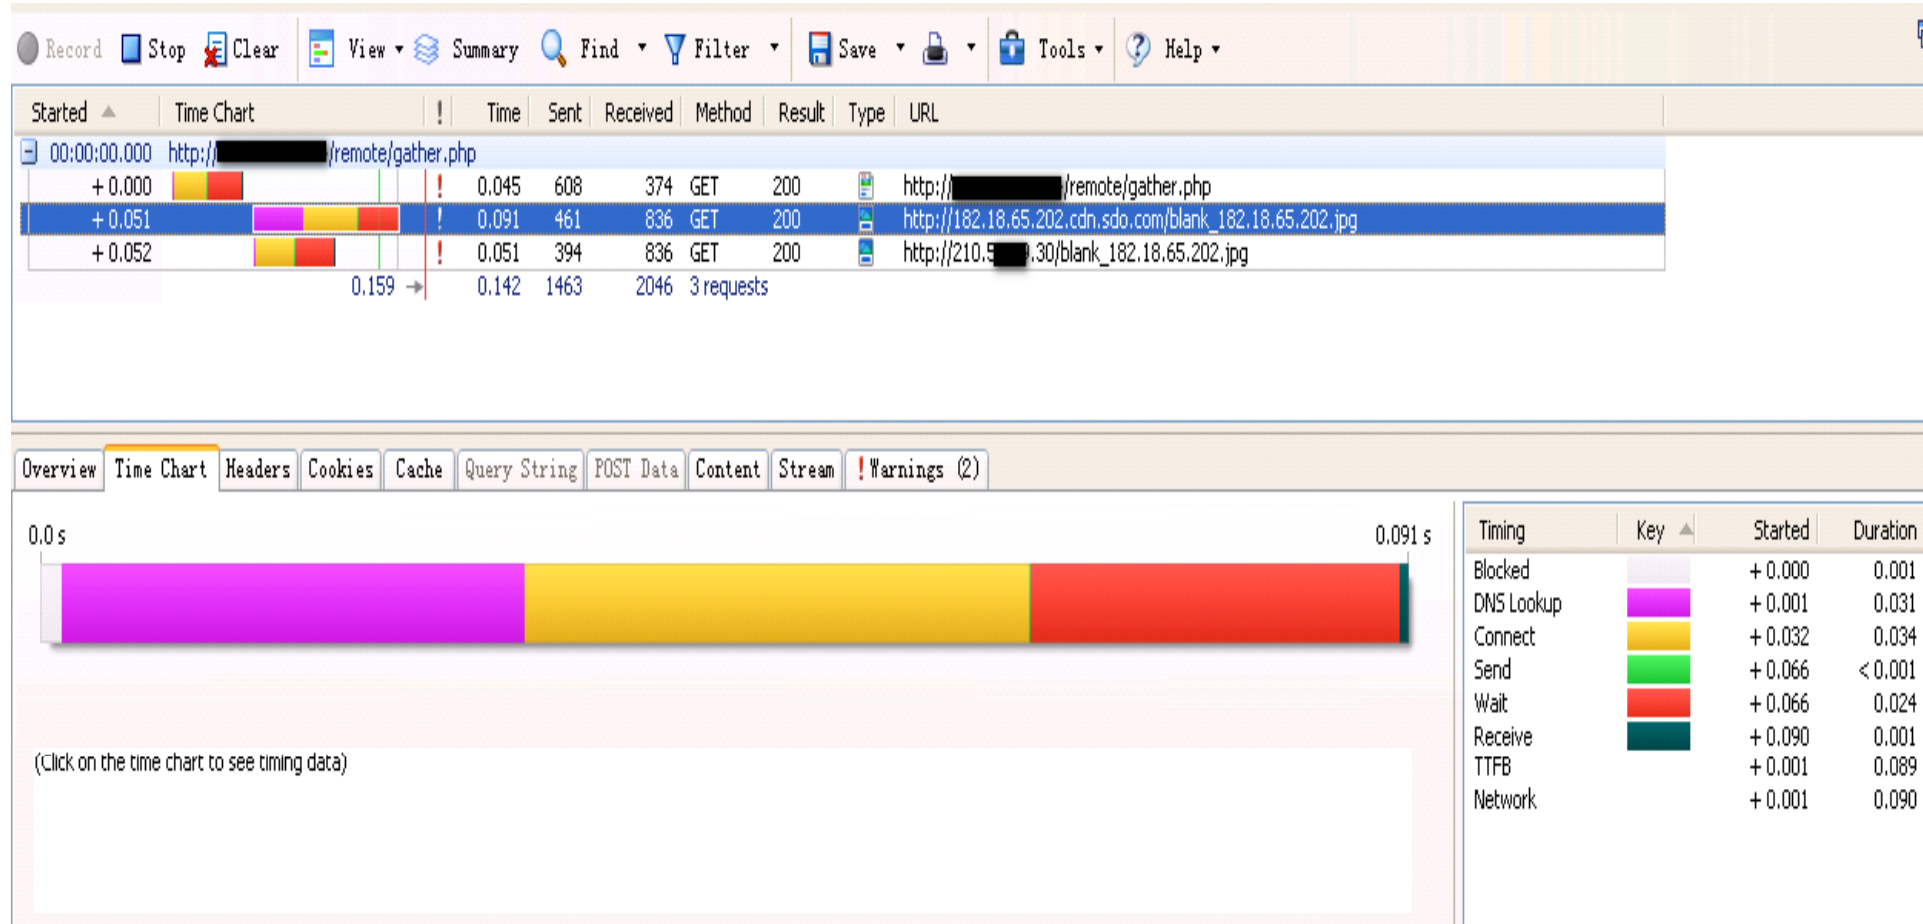 Record Stop Clear View Summary Find Filter Save Tools Help
Started Time Chart ! Time Sent Received Method Result Type URL
00:00:00.000 http:// /remote/gather.php
+ 0.000 ! 0.045 608 374 GET 200 http:// /remote/gather.php
+ 0.051 ! 0.091 461 836 GET 200 http://182.18.65.202.cdn.sdo.com/blank_182.18.65.202.jpg
+ 0.052 ! 0.051 394 836 GET 200 http://210.5 .30/blank_182.18.65.202.jpg
0.159 0.142 1463 2046 3 requests
Overview Time Chart Headers Cookies Cache Query String POST Data Content Stream ! Warnings (2)
0.0 s 0.091 s
(Click on the time chart to see timing data)
Timing Key Started Duration
Blocked + 0.000 0.001
DNS Lookup + 0.001 0.031
Connect + 0.032 0.034
Send + 0.066 < 0.001
Wait + 0.066 0.024
Receive + 0.090 0.001
TTFB + 0.001 0.089
Network + 0.001 0.090